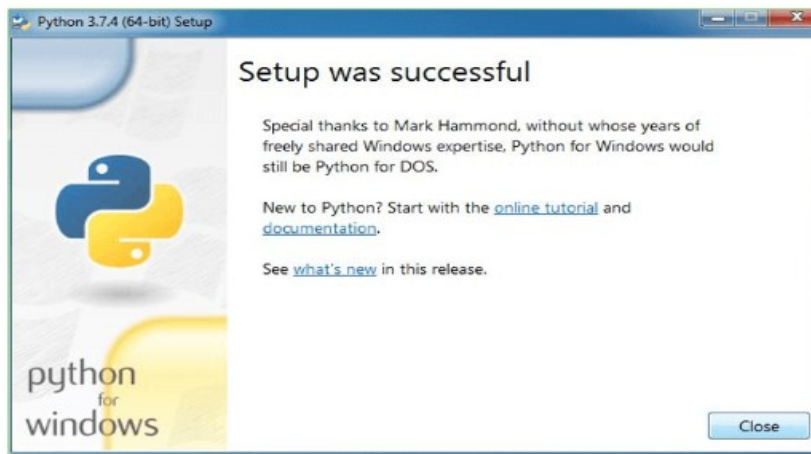 Python 3.7.4 (64-bit) Setup
Setup was successful
Special thanks to Mark Hammond, without whose years of
freely shared Windows expertise, Python for Windows would
still be Python for DOS.
New to Python? Start with the online tutorial and
documentation.
See what's new in this release.
python
for
windows
Close